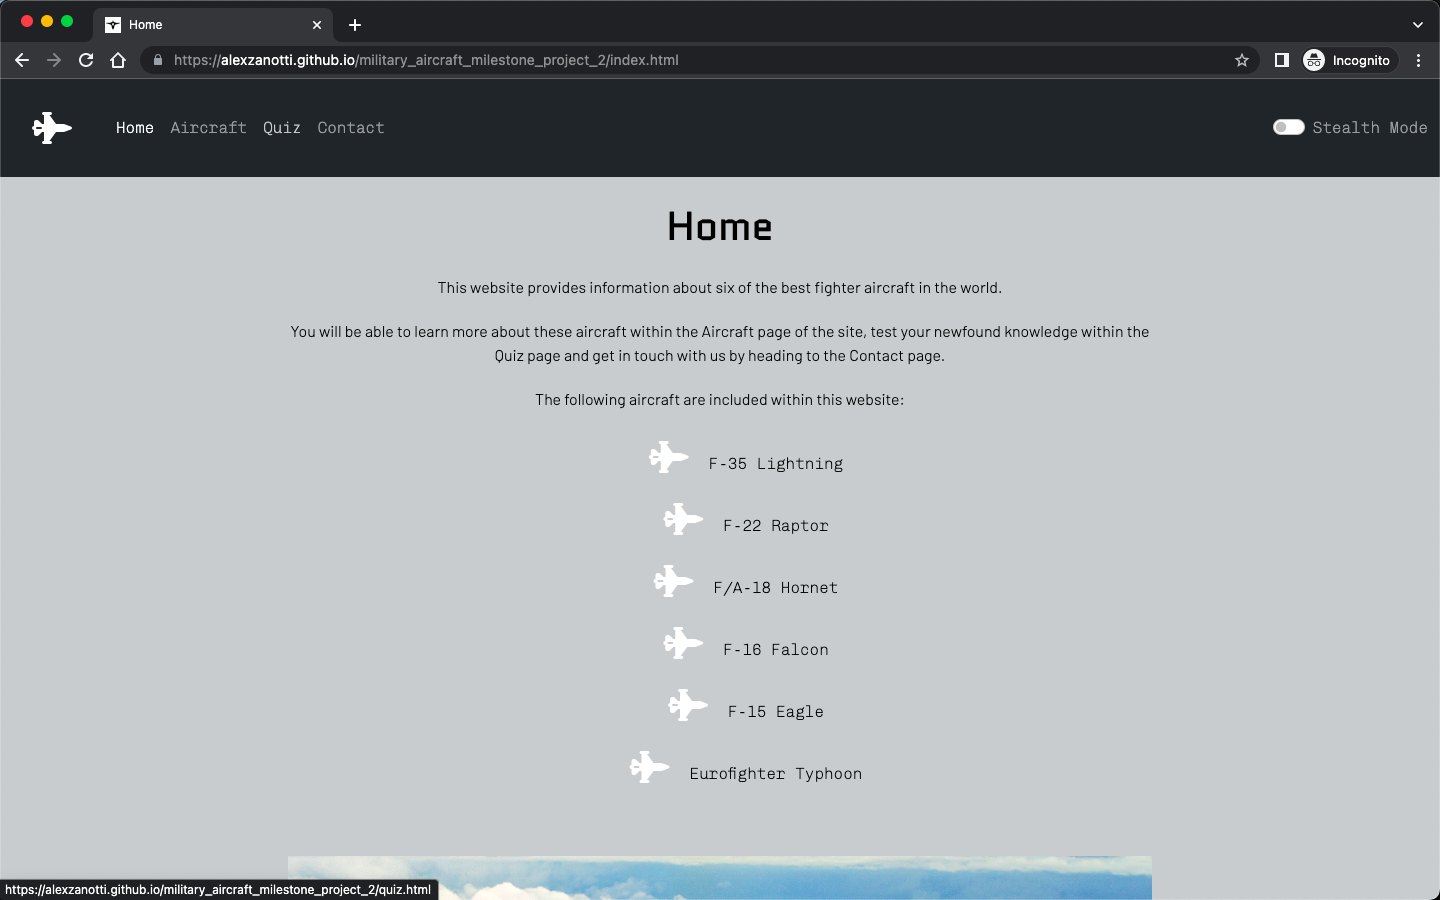 Home
https://alexzanotti.github.io/military_aircraft_milestone_project_2/index.html
Incognito
Home Aircraft Quiz Contact
Stealth Mode
Home
This website provides information about six of the best fighter aircraft in the world.
You will be able to learn more about these aircraft within the Aircraft page of the site, test your newfound knowledge within the
Quiz page and get in touch with us by heading to the Contact page.
The following aircraft are included within this website:
F-35 Lightning
F-22 Raptor
F/A-18 Hornet
F-16 Falcon
F-15 Eagle
Eurofighter Typhoon
https://alexzanotti.github.io/military_aircraft_milestone_project_2/quiz.html